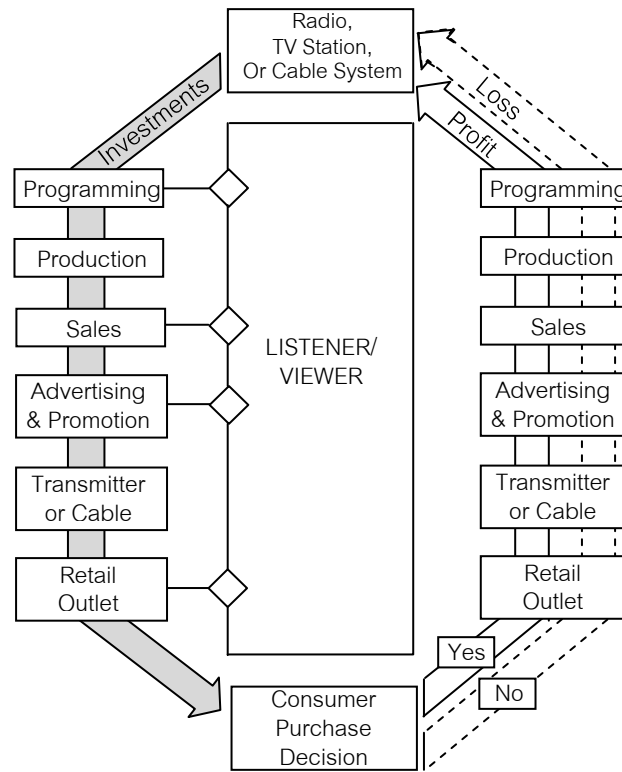 Radio,
TV Station,
Or Cable System
Investments
Loss
Profit
Programming
Production
Sales
Advertising
& Promotion
Transmitter
or Cable
Retail
Outlet
LISTENER/
VIEWER
Programming
Production
Sales
Advertising
& Promotion
Transmitter
or Cable
Retail
Outlet
Yes
No
Consumer
Purchase
Decision